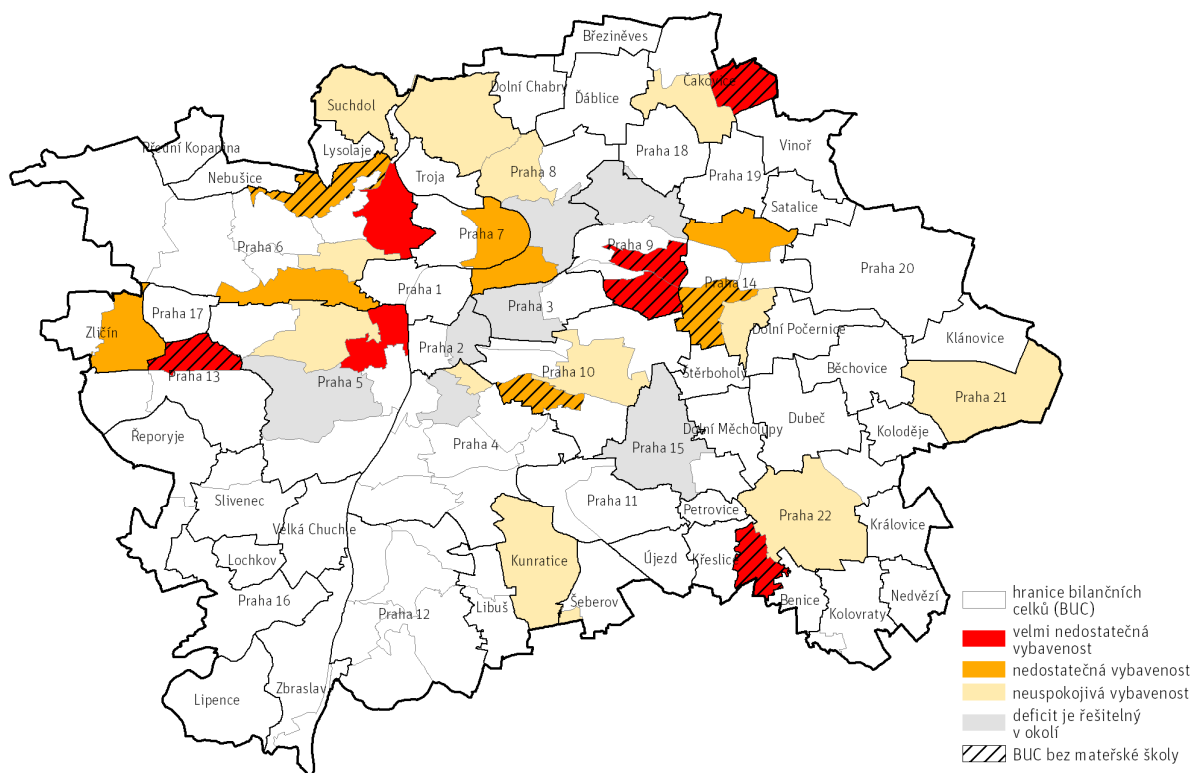 Březiněves
Čakovice
Dolní Chabry
Ďáblice
Suchdol
Přední Kopanina
Lysolaje
Praha 18
Vinoř
Nebušice
Troja
Praha 8
Praha 19
Satalice
Praha 6
Praha 7
Praha 9
Praha 20
Praha 1
Praha 14
Praha 17
Praha 3
Zličín
Dolní Počernice
Klánovice
Praha 2
Praha 13
Praha 5
Praha 10
Štěrboholy
Běchovice
Praha 21
Řeporyje
Praha 4
Dolní Měcholupy
Dubeč
Koloděje
Praha 15
Slivenec
Praha 11
Petrovice
Praha 22
Královice
Velká Chuchle
Lochkov
Kunratice
Újezd
Křeslice
Praha 16
Praha 12
Libuš
Šeberov
Benice
Nedvězí
Kolovraty
Lipence
Zbraslav
hranice bilančních
celků (BUC)
velmi nedostatečná
vybavenost
nedostatečná vybavenost
neuspokojivá vybavenost
deficit je řešitelný
v okolí
BUC bez mateřské školy